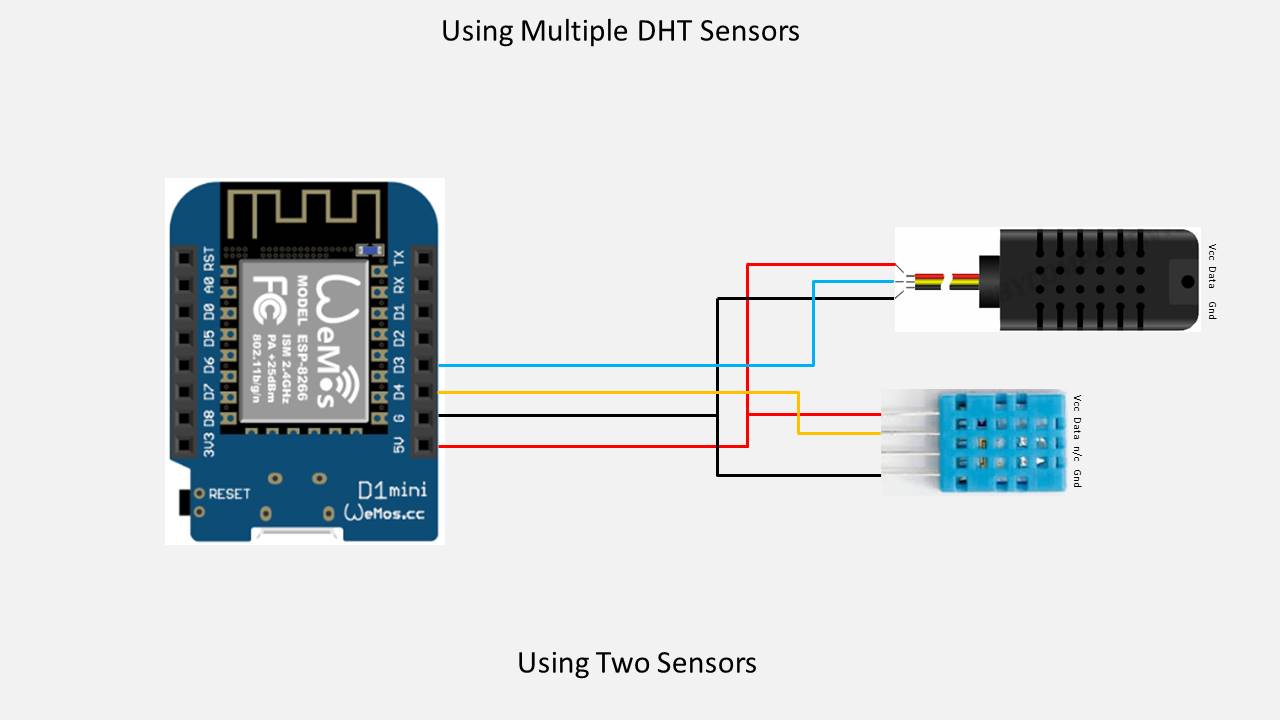 Using Multiple DHT Sensors
RST
A0
D0
D5
D6
D7
D8
3V3
TX
RX
D1
D2
D3
D4
G
5V
WeMos
MODEL ESP-8266
ISM 2.4GHz
PA +25dBm
802.11b/g/n
FC
RESET
D1mini
WeMos.cc
Vcc Data Gnd
Vcc Data n/c Gnd
Using Two Sensors